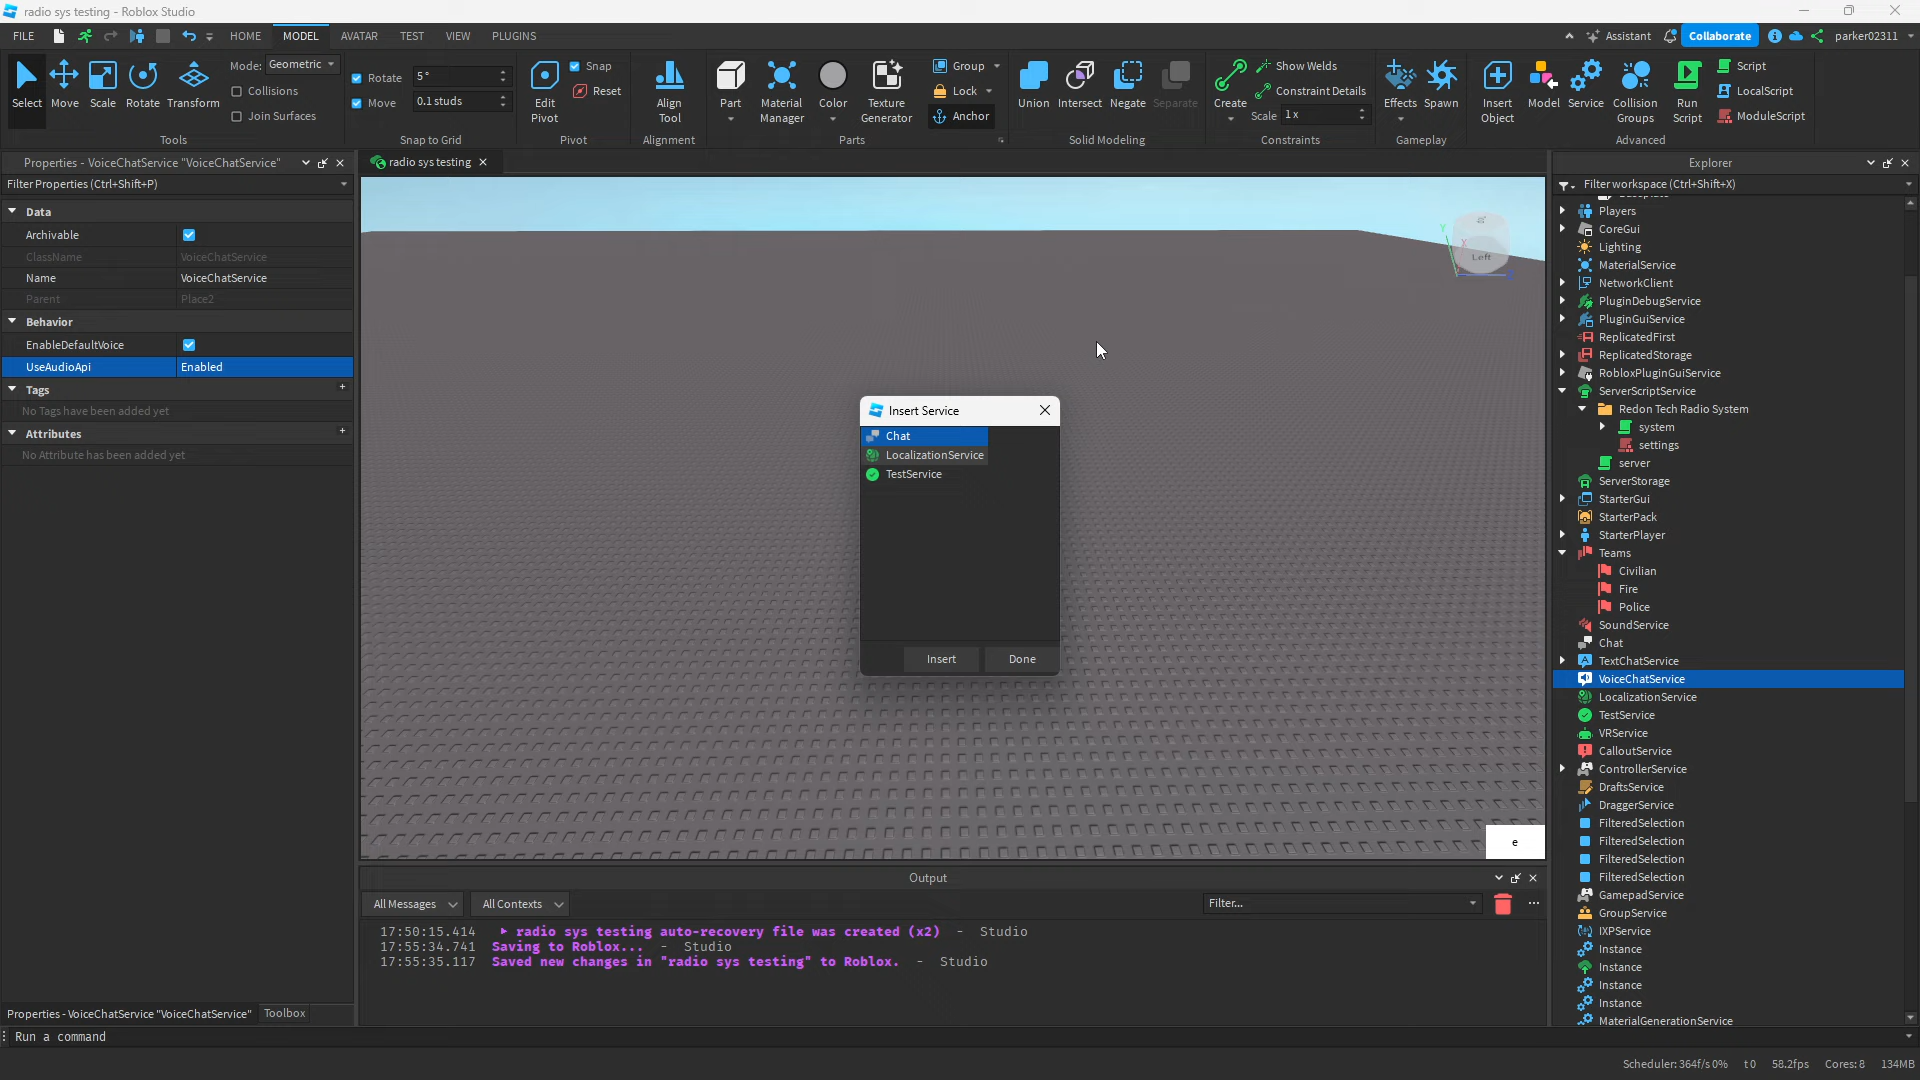 radio sys testing - Roblox Studio
FILE
HOME
MODEL
AVATAR
TEST
VIEW
PLUGINS
Assistant
Collaborate
parker02311
Select
Move
Scale
Rotate
Transform
Mode: Geometric
Collisions
Join Surfaces
Tools
Rotate 5°
Move 0.1 studs
Snap to Grid
Edit Pivot
Snap
Reset
Pivot
Align Tool
Alignment
Part
Material Manager
Color
Texture Generator
Group
Lock
Anchor
Parts
Union
Intersect
Negate
Separate
Solid Modeling
Create
Show Welds
Constraint Details
Scale 1 x
Constraints
Effects
Spawn
Gameplay
Insert Object
Model
Service
Collision Groups
Run Script
Script
LocalScript
ModuleScript
Advanced
Properties - VoiceChatService "VoiceChatService"
Filter Properties (Ctrl+Shift+P)
Data
Archivable
ClassName VoiceChatService
Name VoiceChatService
Parent Place2
Behavior
EnableDefaultVoice
UseAudioApi Enabled
Tags +
No Tags have been added yet
Attributes +
No Attribute has been added yet
Properties - VoiceChatService "VoiceChatService"
Toolbox
radio sys testing
Left
Insert Service
Chat
LocalizationService
TestService
Insert
Done
e
Output
All Messages
All Contexts
Filter...
17:50:15.414 radio sys testing auto-recovery file was created (x2) - Studio
17:55:34.741 Saving to Roblox... - Studio
17:55:35.117 Saved new changes in "radio sys testing" to Roblox. - Studio
Explorer
Filter workspace (Ctrl+Shift+X)
Players
CoreGui
Lighting
MaterialService
NetworkClient
PluginDebugService
PluginGuiService
ReplicatedFirst
ReplicatedStorage
RobloxPluginGuiService
ServerScriptService
Redon Tech Radio System
system
settings
server
ServerStorage
StarterGui
StarterPack
StarterPlayer
Teams
Civilian
Fire
Police
SoundService
Chat
TextChatService
VoiceChatService
LocalizationService
TestService
VRService
CalloutService
ControllerService
DraftsService
DraggerService
FilteredSelection
FilteredSelection
FilteredSelection
FilteredSelection
GamepadService
GroupService
IXPService
Instance
Instance
Instance
Instance
MaterialGenerationService
Run a command
Scheduler: 364f/s 0%
t 0
58.2fps
Cores: 8
134MB